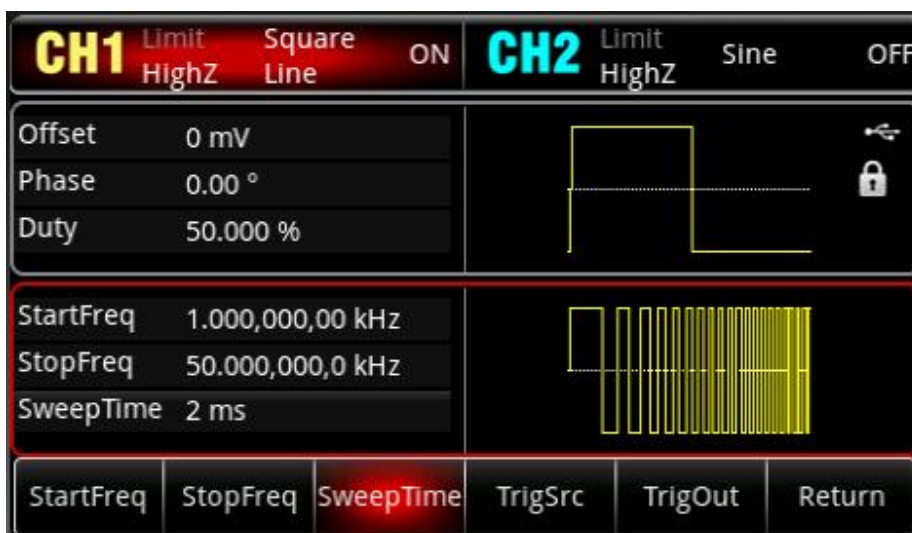 CH1 Limit Square ON CH2 Limit Sine OFF
HighZ Line HighZ
Offset 0 mV
Phase 0.00 °
Duty 50.000 %
StartFreq 1.000,000,00 kHz
StopFreq 50.000,000,0 kHz
SweepTime 2 ms
StartFreq StopFreq SweepTime TrigSrc TrigOut Return